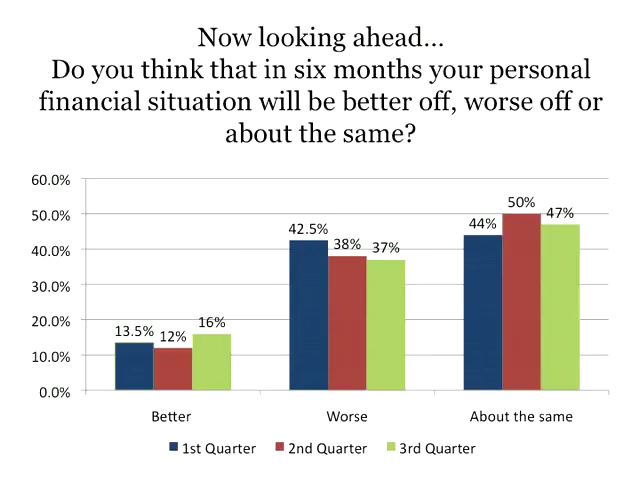 Now looking ahead...
Do you think that in six months your personal
financial situation will be better off, worse off or
about the same?
60.0%
50.0%
40.0%
30.0%
20.0%
10.0%
0.0%
13.5%
12%
16%
42.5%
38%
37%
44%
50%
47%
Better
Worse
About the same
1st Quarter
2nd Quarter
3rd Quarter